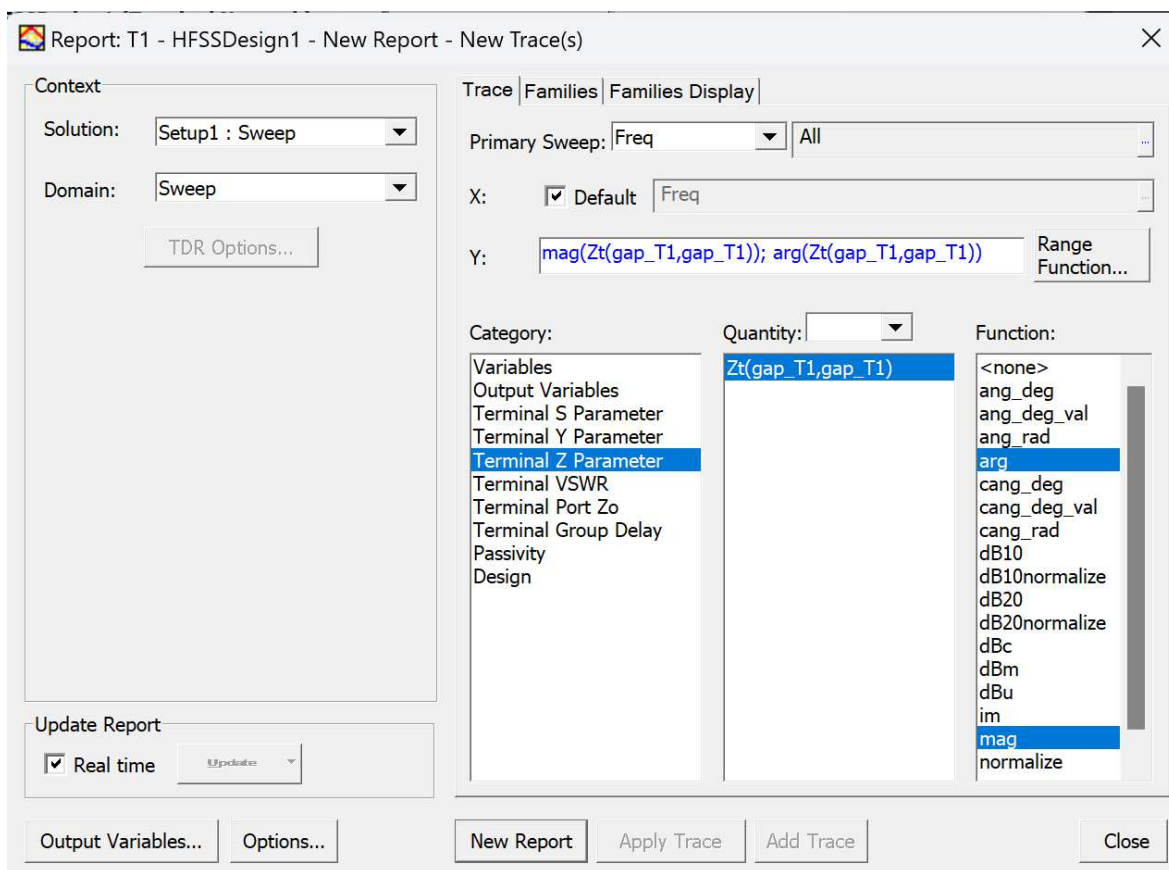 Report: T1 - HFSSDesign1 - New Report - New Trace(s)
Context
Solution: Setup1 : Sweep
Domain: Sweep
TDR Options...
Update Report
Real time Update
Output Variables... Options...
Trace Families Families Display
Primary Sweep: Freq All ...
X: Default Freq ...
Y: mag(Zt(gap_T1,gap_T1)); arg(Zt(gap_T1,gap_T1)) Range
Function...
Category:
Variables
Output Variables
Terminal S Parameter
Terminal Y Parameter
Terminal Z Parameter
Terminal VSWR
Terminal Port Zo
Terminal Group Delay
Passivity
Design
Quantity:
Zt(gap_T1,gap_T1)
Function:
<none>
ang_deg
ang_deg_val
ang_rad
arg
cang_deg
cang_deg_val
cang_rad
dB10
dB10normalize
dB20
dB20normalize
dBc
dBm
dBu
im
mag
normalize
New Report Apply Trace Add Trace Close